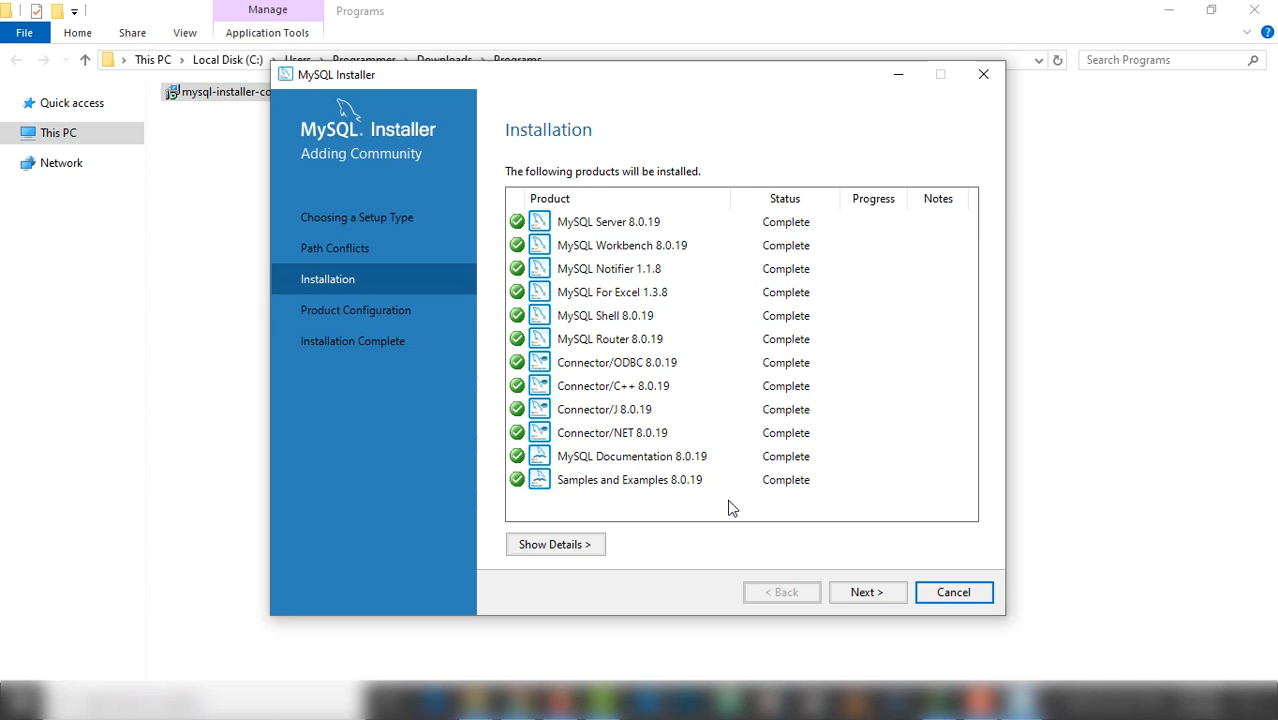 Manage
Programs
File
Home
Share
View
Application Tools
This PC
Local Disk (C:)
Users
Programmer
Downloads
Programs
Search Programs
Quick access
This PC
Network
mysql-installer-co
MySQL Installer
MySQL. Installer
Adding Community
Choosing a Setup Type
Path Conflicts
Installation
Product Configuration
Installation Complete
Installation
The following products will be installed.
Product Status Progress Notes
MySQL Server 8.0.19 Complete
MySQL Workbench 8.0.19 Complete
MySQL Notifier 1.1.8 Complete
MySQL For Excel 1.3.8 Complete
MySQL Shell 8.0.19 Complete
MySQL Router 8.0.19 Complete
Connector/ODBC 8.0.19 Complete
Connector/C++ 8.0.19 Complete
Connector/J 8.0.19 Complete
Connector/NET 8.0.19 Complete
MySQL Documentation 8.0.19 Complete
Samples and Examples 8.0.19 Complete
Show Details >
< Back
Next >
Cancel